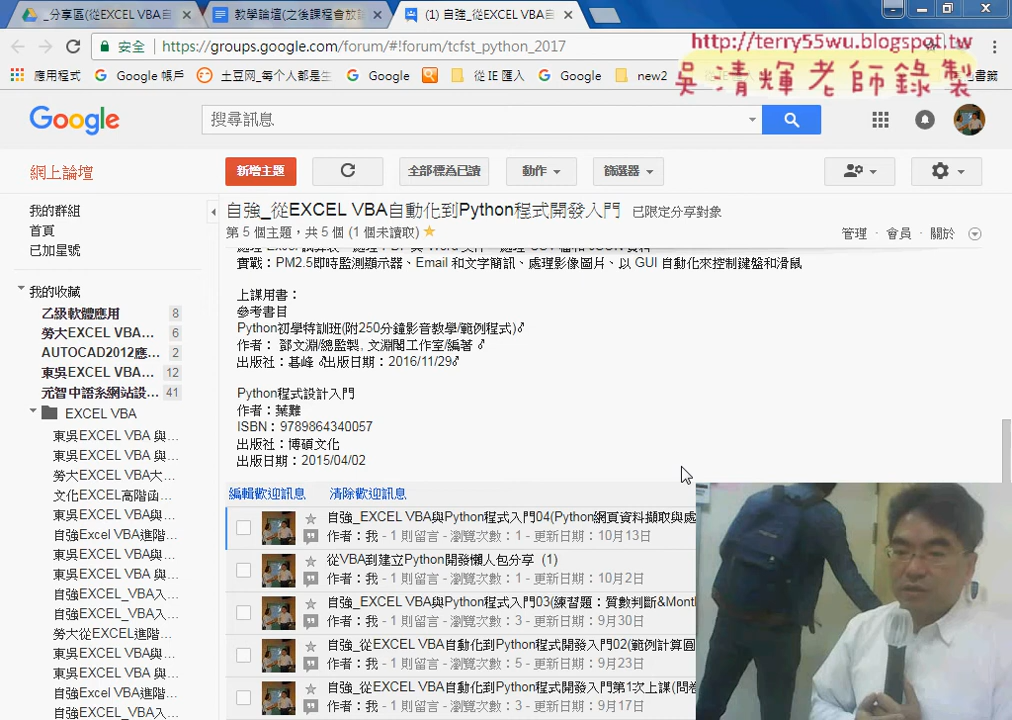 _分享區(從EXCEL VBA自
教學論壇(之後課程會放
(1) 自強_從EXCEL VBA自
安全 https://groups.google.com/forum/#!forum/tcfst_python_2017
http://terry55wu.blogspot.tw
吳清輝老師錄製
應用程式 Google 帳戶 土豆网_每个人都是生 Google 從 IE 匯入 Google new2
Google
搜尋訊息
網上論壇
新增主題
全部標為已讀
動作
篩選器
自強_從EXCEL VBA自動化到Python程式開發入門 已限定分享對象
第 5 個主題,共 5 個 (1 個未讀取)
管理 · 會員 · 關於
我的群組
首頁
已加星號
我的收藏
乙級軟體應用 8
勞大EXCEL VBA... 6
AUTOCAD2012應... 2
東吳EXCEL VBA... 12
元智中語系網站設... 41
EXCEL VBA
東吳EXCEL VBA 與...
東吳EXCEL VBA 與...
勞大EXCEL VBA大...
文化EXCEL高階函...
東吳EXCEL VBA與...
自強Excel VBA進階...
東吳EXCEL VBA與...
東吳EXCEL VBA與...
自強EXCEL_VBA入...
自強EXCEL_VBA入...
勞大從EXCEL進階...
東吳EXCEL VBA與...
東吳EXCEL VBA 與...
自強Excel VBA進階...
自強EXCEL_VBA入...
實戰:PM2.5即時監測顯示器、Email 和文字簡訊、處理影像圖片、以 GUI 自動化來控制鍵盤和滑鼠
上課用書:
參考書目
Python初學特訓班(附250分鐘影音教學/範例程式)
作者: 鄧文淵/總監製, 文淵閣工作室/編著
出版社:碁峰 出版日期:2016/11/29
Python程式設計入門
作者:葉難
ISBN:9789864340057
出版社:博碩文化
出版日期:2015/04/02
編輯歡迎訊息 清除歡迎訊息
自強_EXCEL VBA與Python程式入門04(Python網頁資料擷取與處
作者:我 - 1 則留言 - 瀏覽次數:1 - 更新日期:10月13日
從VBA到建立Python開發懶人包分享 (1)
作者:我 - 1 則留言 - 瀏覽次數:1 - 更新日期:10月2日
自強_EXCEL VBA與Python程式入門03(練習題:質數判斷&Mont
作者:我 - 1 則留言 - 瀏覽次數:1 - 更新日期:9月30日
自強_從EXCEL VBA自動化到Python程式開發入門02(範例計算圓
作者:我 - 1 則留言 - 瀏覽次數:5 - 更新日期:9月23日
自強_從EXCEL VBA自動化到Python程式開發入門第1次上課(問卷
作者:我 - 1 則留言 - 瀏覽次數:3 - 更新日期:9月17日